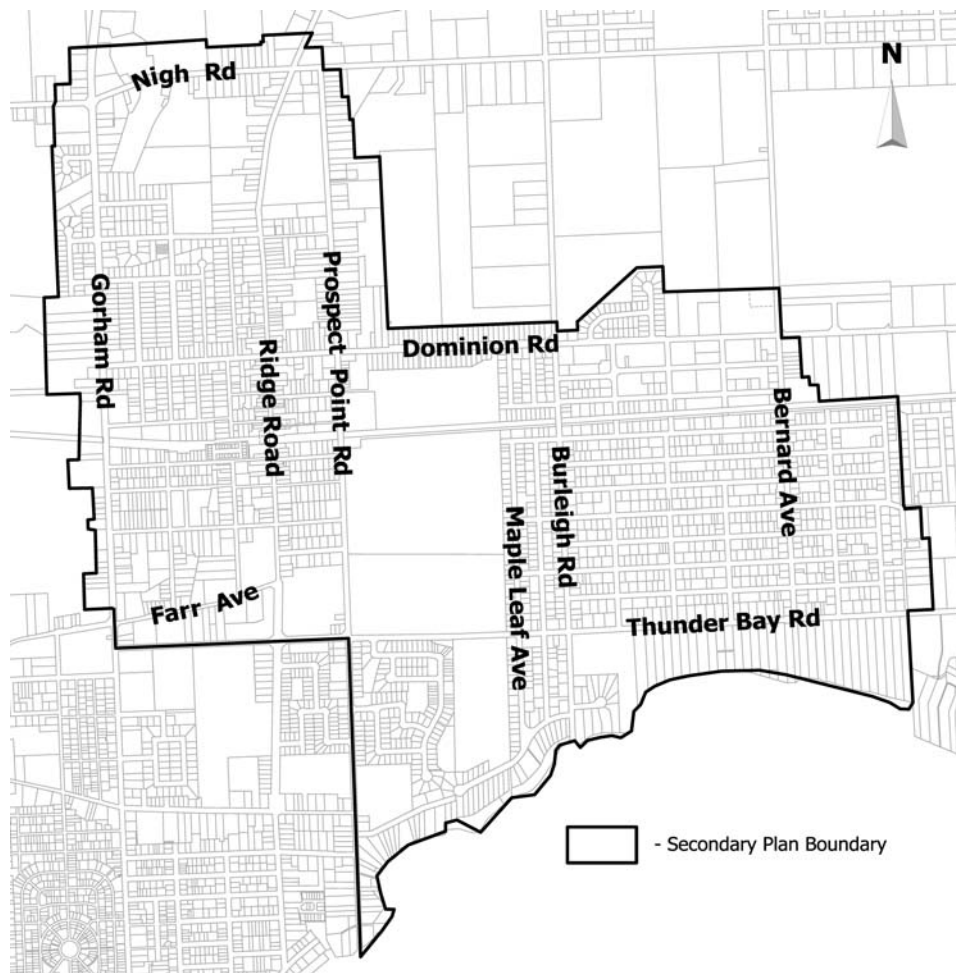 N
Nigh Rd
Gorham Rd
Ridge Road
Prospect Point Rd
Dominion Rd
Bernard Ave
Burleigh Rd
Maple Leaf Ave
Farr Ave
Thunder Bay Rd
- Secondary Plan Boundary